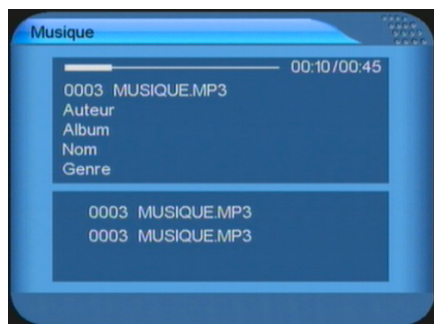 Musique
00:10/00:45
0003 MUSIQUE.MP3
Auteur
Album
Nom
Genre
0003 MUSIQUE.MP3
0003 MUSIQUE.MP3